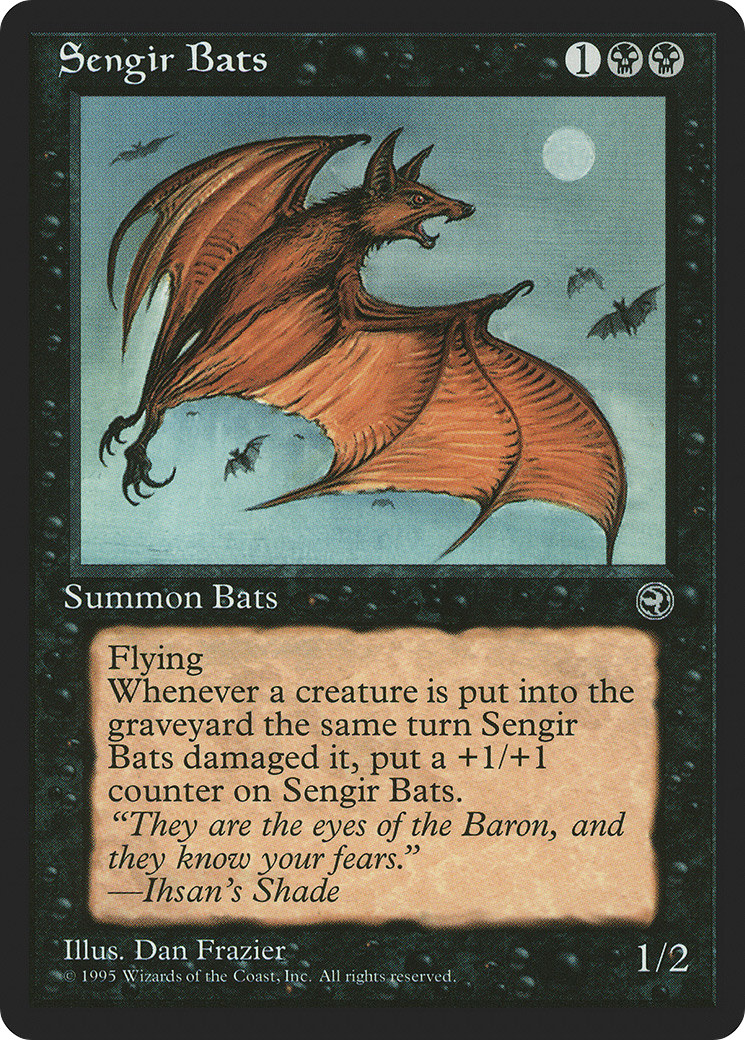 Sengir Bats
1
Summon Bats
Flying
Whenever a creature is put into the
graveyard the same turn Sengir
Bats damaged it, put a +1/+1
counter on Sengir Bats.
“They are the eyes of the Baron, and
they know your fears.”
—Ihsan’s Shade
Illus. Dan Frazier
1/2
© 1995 Wizards of the Coast, Inc. All rights reserved.